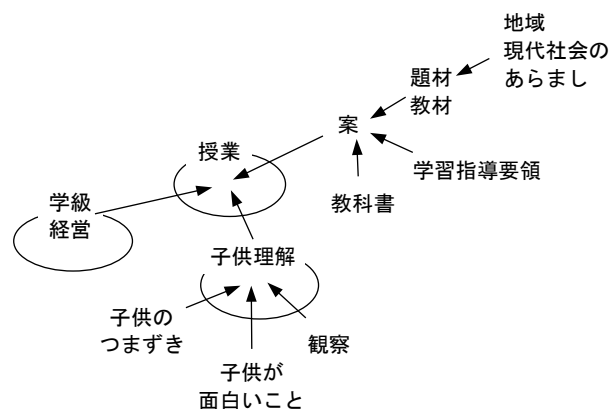 地域
現代社会の
あらまし
題材
教材
案
学習指導要領
教科書
授業
学級
経営
子供理解
子供の
つまずき
観察
子供が
面白いこと